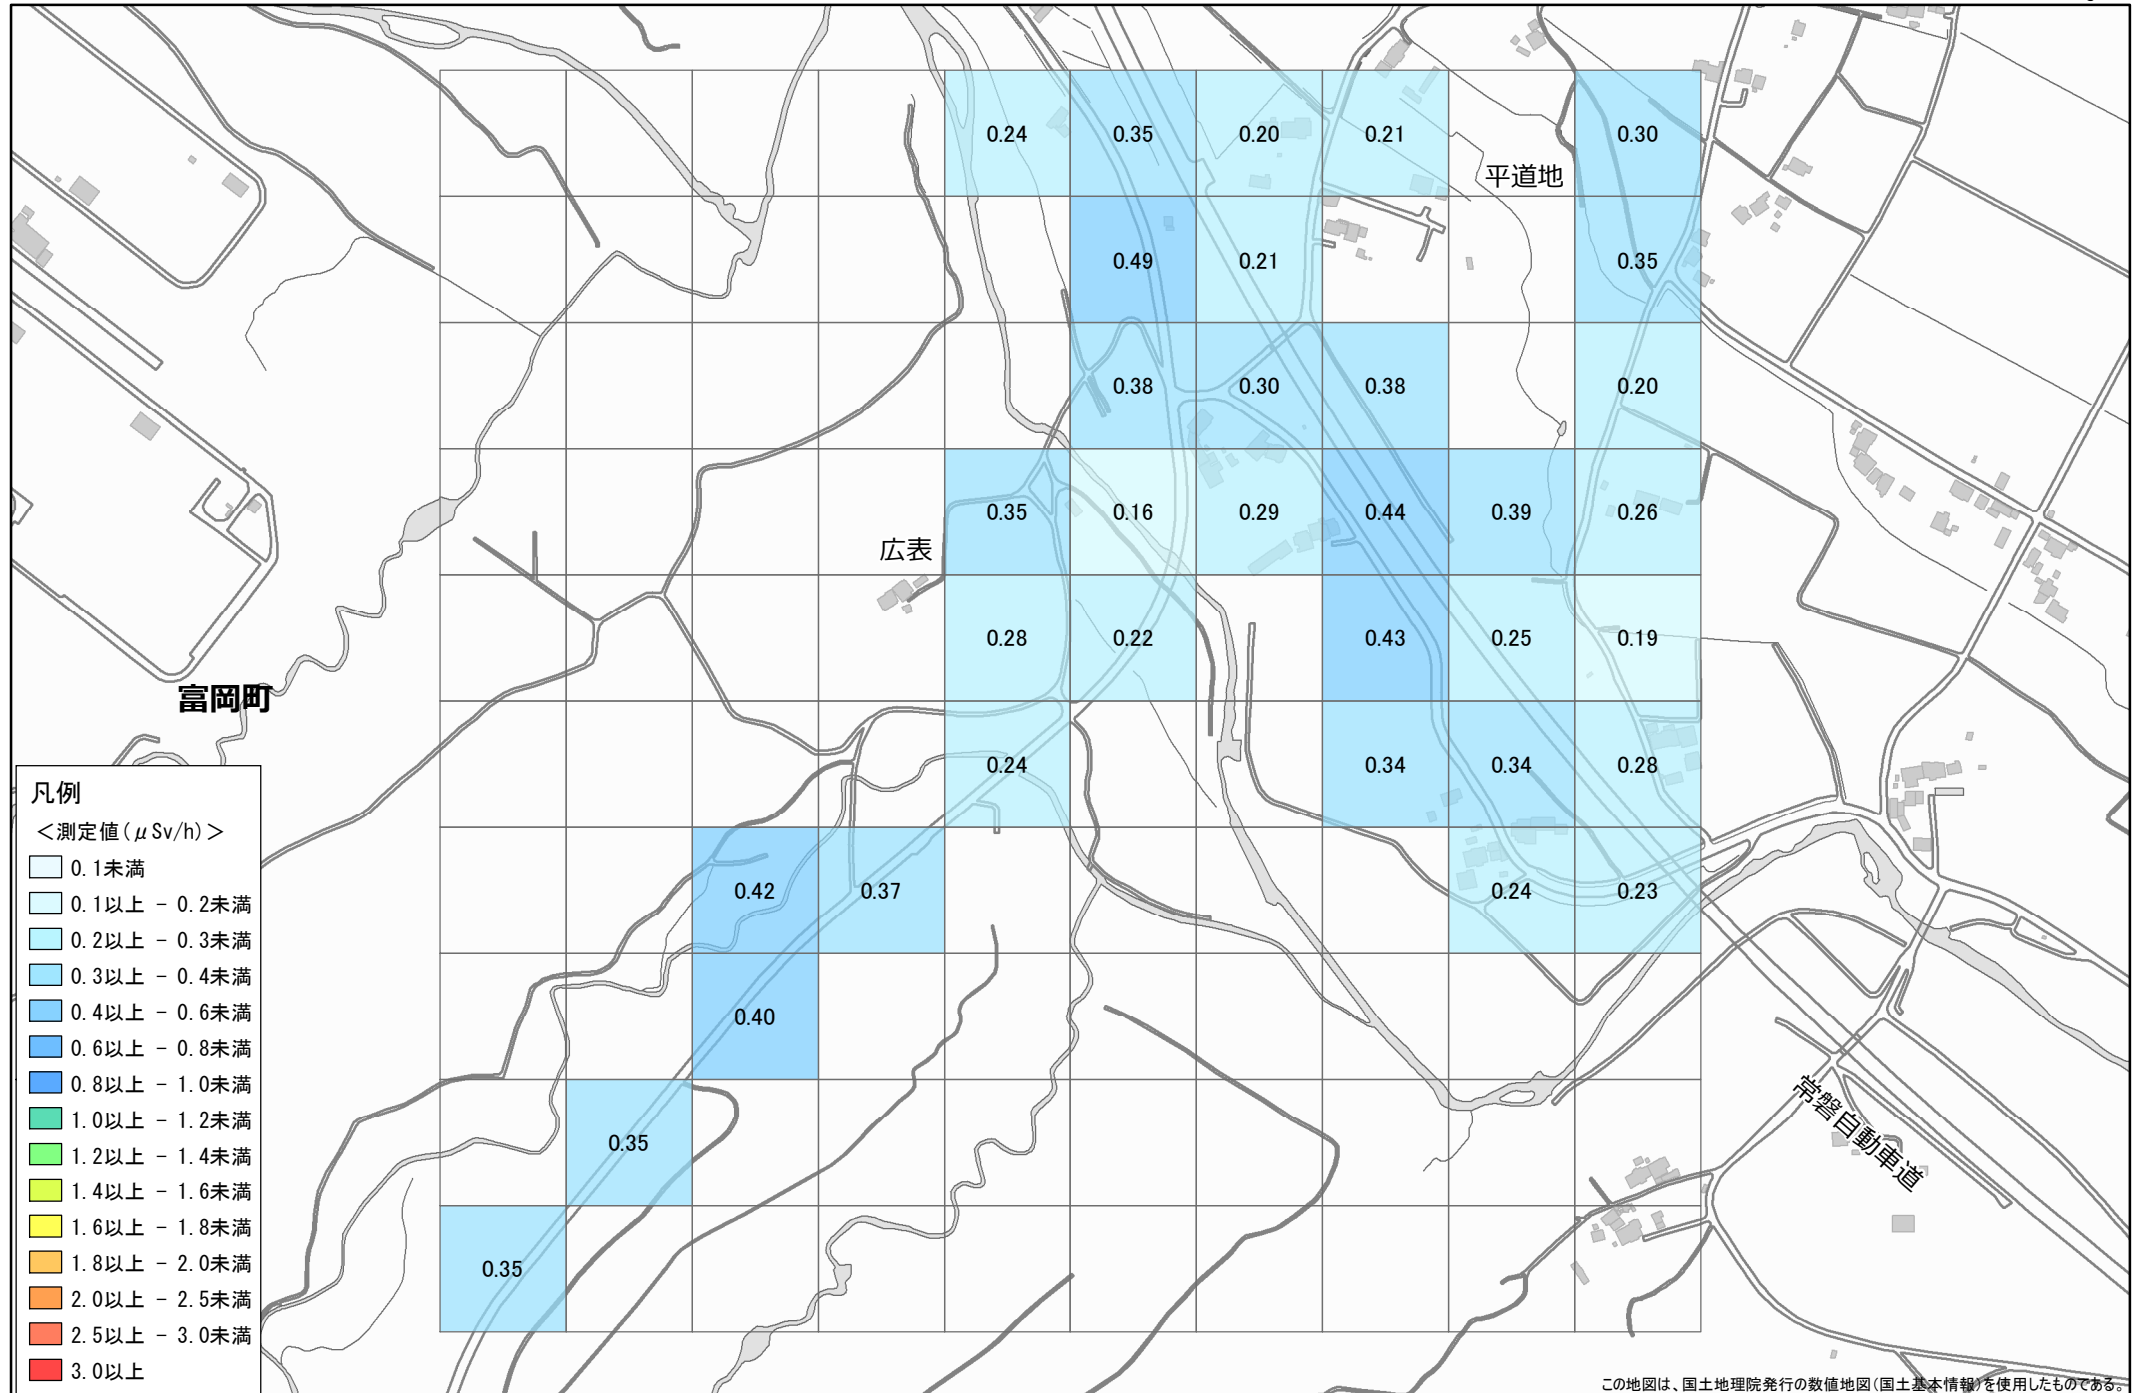 0.24 0.35 0.20 0.21 0.30
平道地
0.49 0.21 0.35
0.38 0.30 0.38 0.20
0.35 0.16 0.29 0.44 0.39 0.26
広表
0.28 0.22 0.43 0.25 0.19
富岡町
0.24 0.34 0.34 0.28
0.42 0.37 0.24 0.23
0.40
0.35
常磐自動車道
0.35
凡例
＜測定値(μSv/h)＞
0.1未満
0.1以上 － 0.2未満
0.2以上 － 0.3未満
0.3以上 － 0.4未満
0.4以上 － 0.6未満
0.6以上 － 0.8未満
0.8以上 － 1.0未満
1.0以上 － 1.2未満
1.2以上 － 1.4未満
1.4以上 － 1.6未満
1.6以上 － 1.8未満
1.8以上 － 2.0未満
2.0以上 － 2.5未満
2.5以上 － 3.0未満
3.0以上
この地図は、国土地理院発行の数値地図(国土基本情報)を使用したものである。